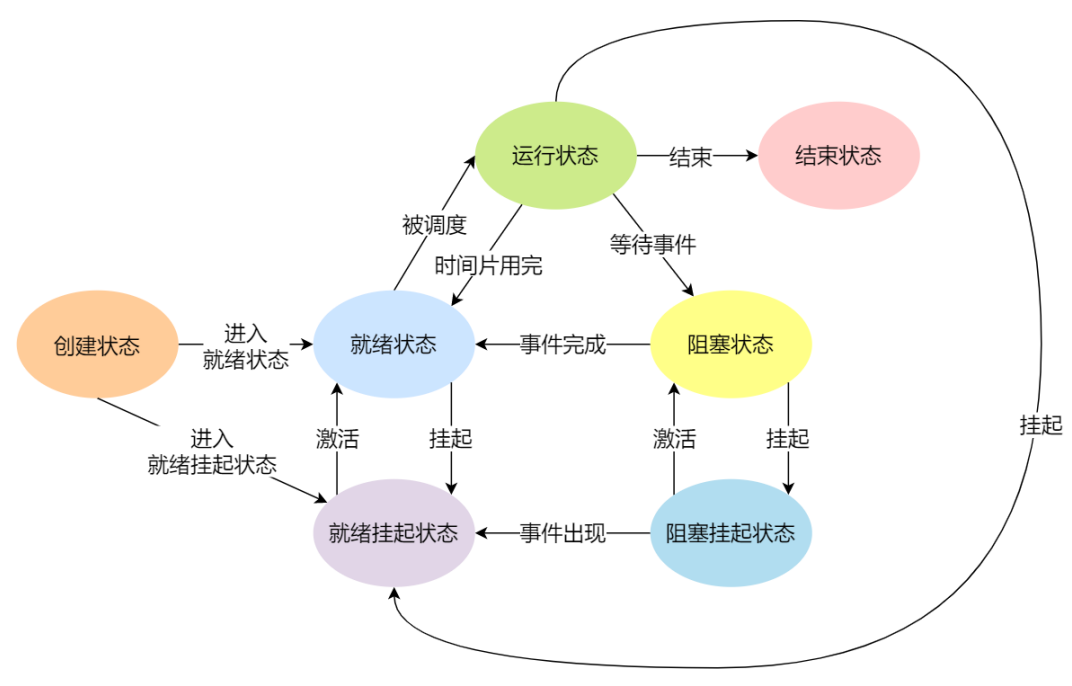 运行状态
结束
结束状态
被调度
等待事件
时间片用完
创建状态
进入
就绪状态
就绪状态
事件完成
阻塞状态
进入
就绪挂起状态
激活
挂起
激活
挂起
挂起
就绪挂起状态
事件出现
阻塞挂起状态